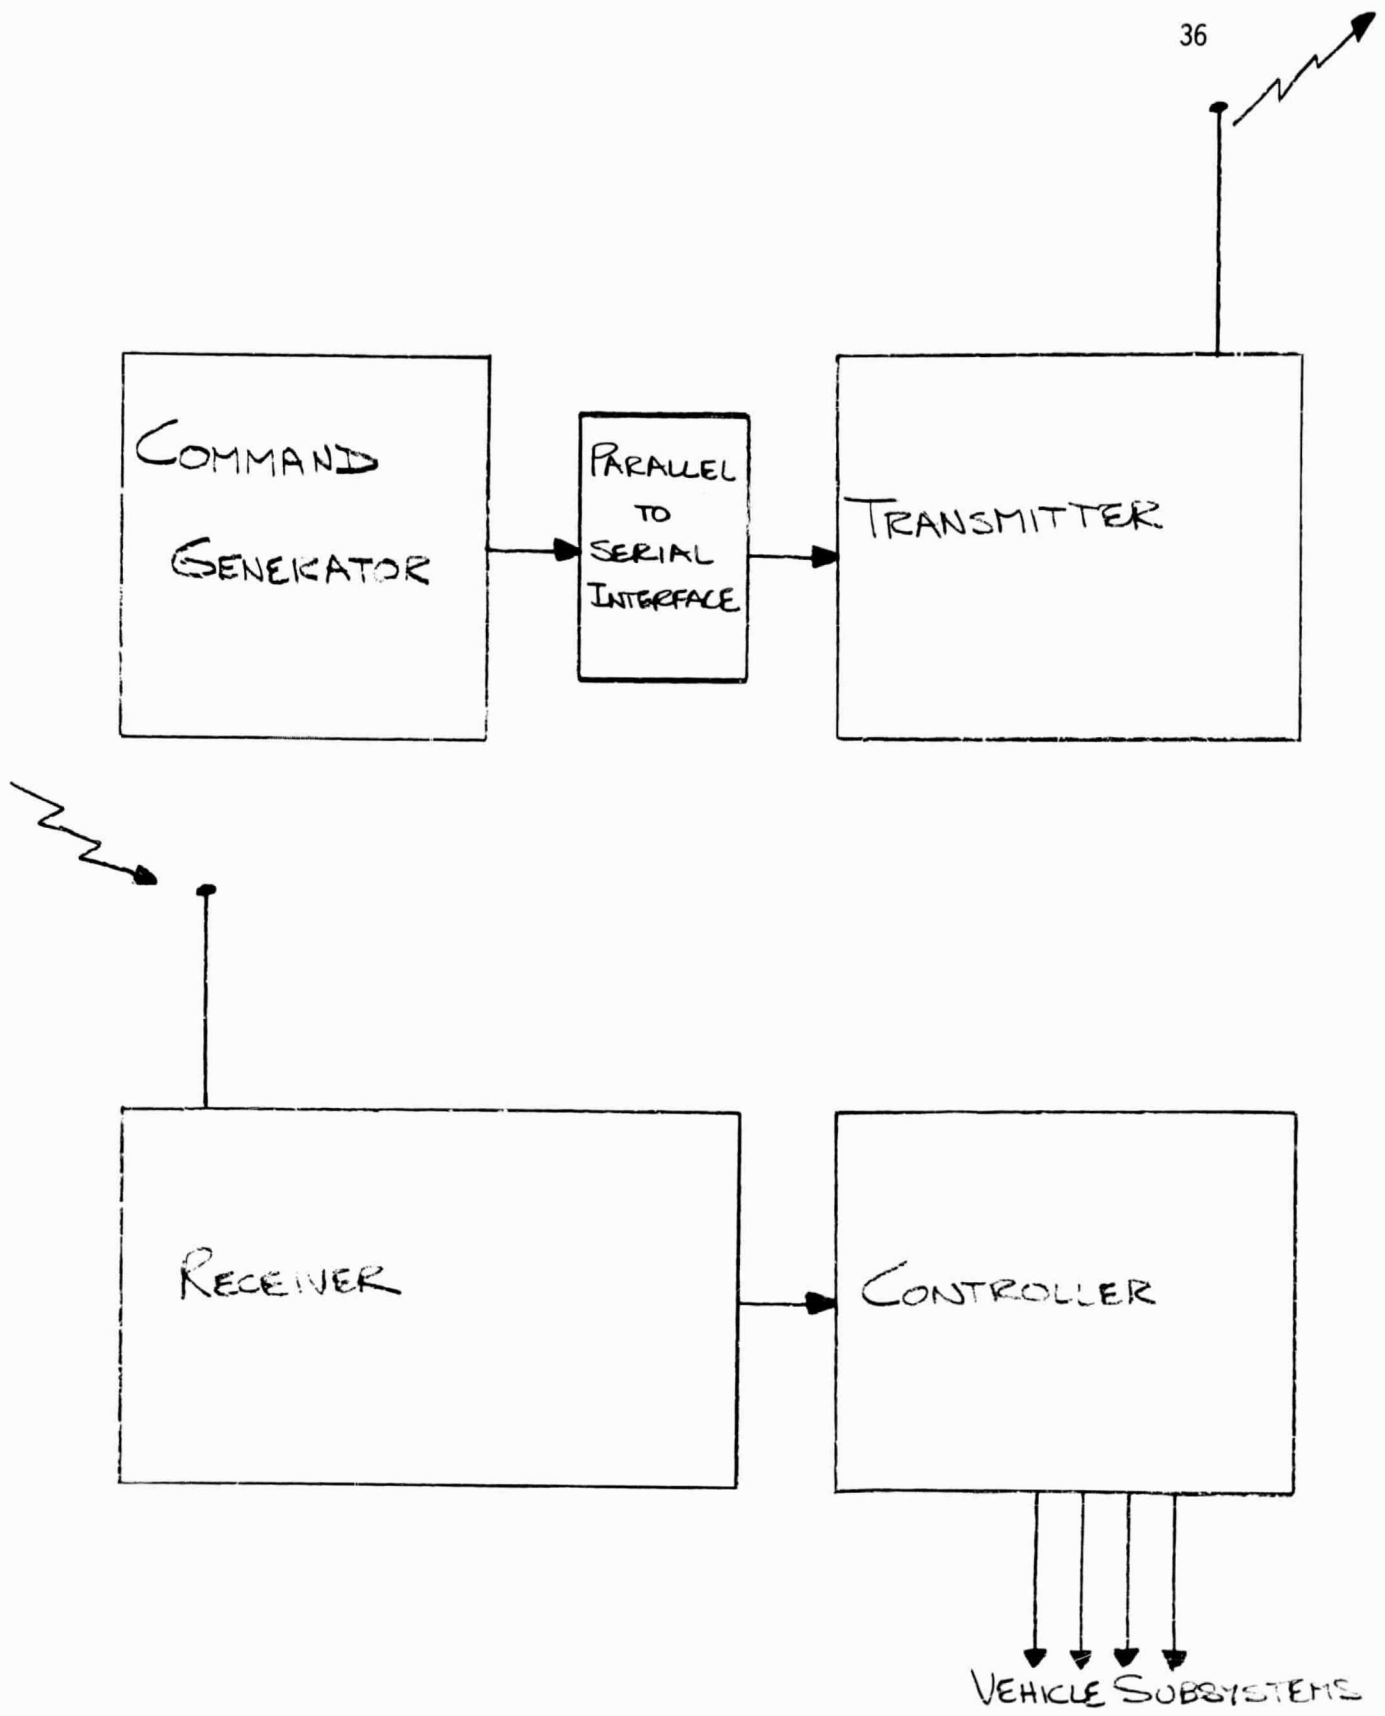 36
COMMAND
GENERATOR
PARALLEL
TO
SERIAL
INTERFACE
TRANSMITTER
RECEIVER
CONTROLLER
VEHICLE SUBSYSTEMS